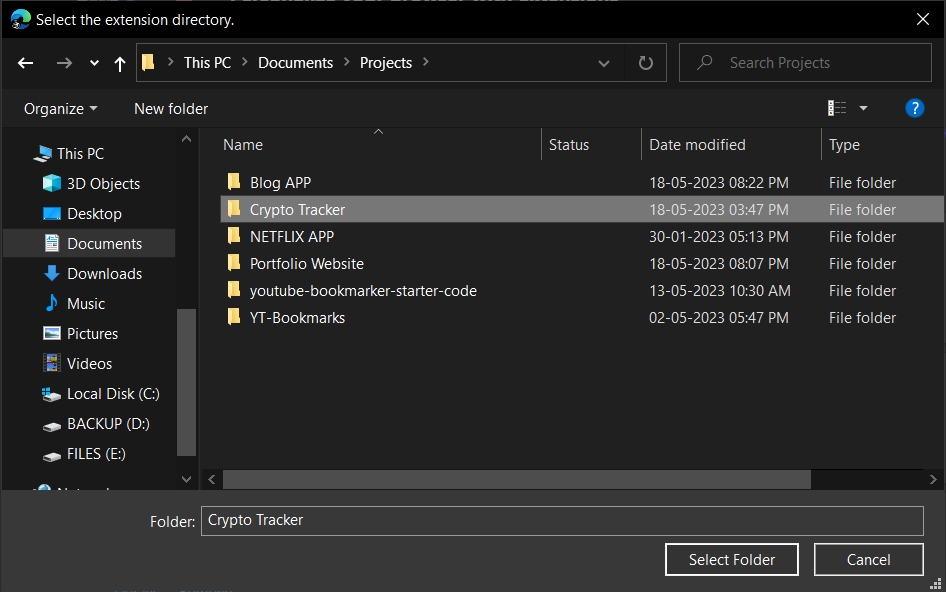 Select the extension directory.
This PC > Documents > Projects >
Search Projects
Organize
New folder
?
Name Status Date modified Type
This PC
3D Objects
Desktop
Documents
Downloads
Music
Pictures
Videos
Local Disk (C:)
BACKUP (D:)
FILES (E:)
Blog APP 18-05-2023 08:22 PM File folder
Crypto Tracker 18-05-2023 03:47 PM File folder
NETFLIX APP 30-01-2023 05:13 PM File folder
Portfolio Website 18-05-2023 08:07 PM File folder
youtube-bookmarker-starter-code 13-05-2023 10:30 AM File folder
YT-Bookmarks 02-05-2023 05:47 PM File folder
Folder: Crypto Tracker
Select Folder
Cancel